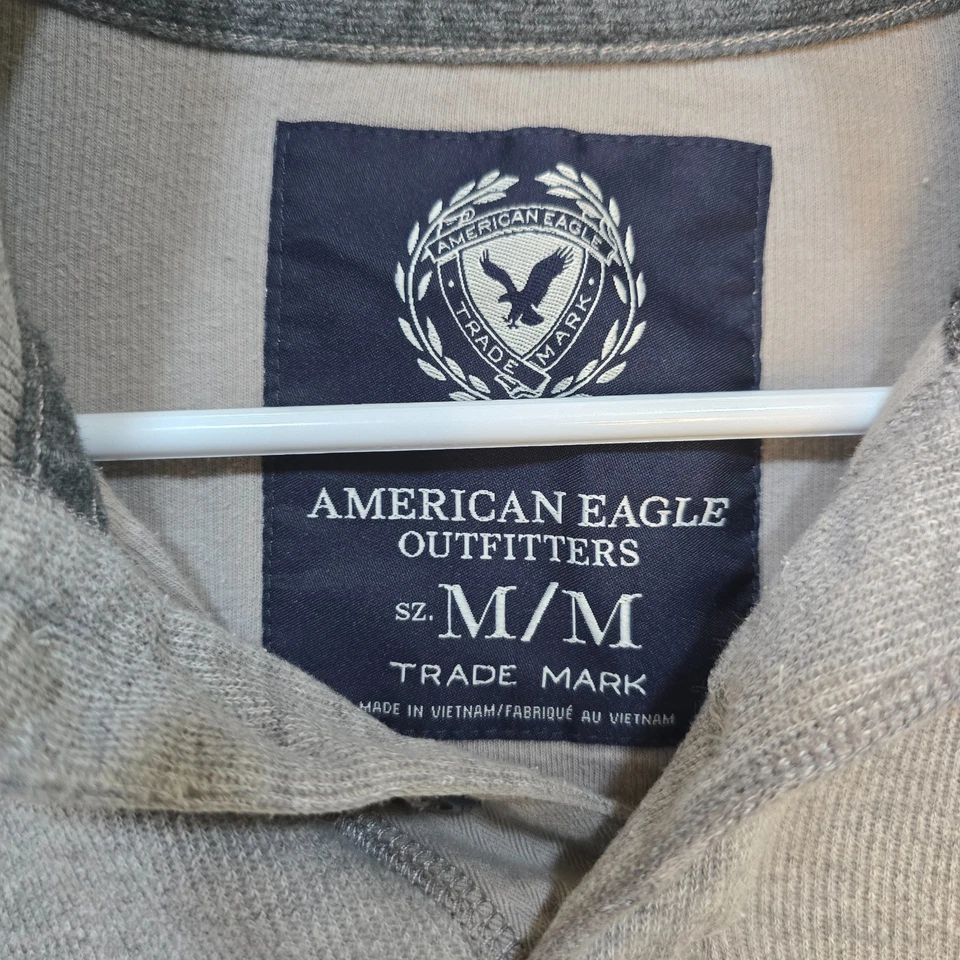 AMERICAN EAGLE
TRADE MARK
AMERICAN EAGLE
OUTFITTERS
SZ. M/M
TRADE MARK
MADE IN VIETNAM/FABRIQUÉ AU VIETNAM